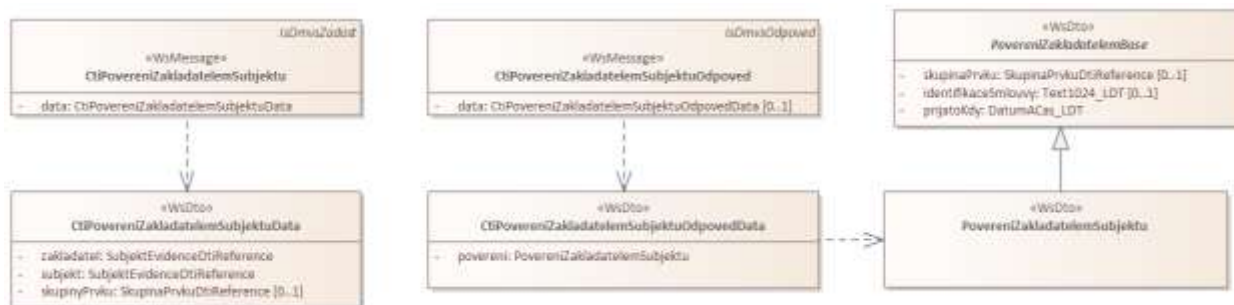 IsDmvsZadost
«WsMessage»
CtiPovereniZakladatelemSubjektu
- data: CtiPovereniZakladatelemSubjektuData
IsDmvsOdpoved
«WsMessage»
CtiPovereniZakladatelemSubjektuOdpoved
- data: CtiPovereniZakladatelemSubjektuOdpovedData [0..1]
«WsDto»
PovereniZakladatelemBase
- skupinaPrvku: SkupinaPrvkuDtiReference [0..1]
- identifikaceSmlouvy: Text1024_LDT [0..1]
- prijatoKdy: DatumACas_LDT
«WsDto»
CtiPovereniZakladatelemSubjektuData
- zakladatel: SubjektEvidenceDtiReference
- subjekt: SubjektEvidenceDtiReference
- skupinyPrvku: SkupinaPrvkuDtiReference [0..1]
«WsDto»
CtiPovereniZakladatelemSubjektuOdpovedData
- povereni: PovereniZakladatelemSubjektu
«WsDto»
PovereniZakladatelemSubjektu